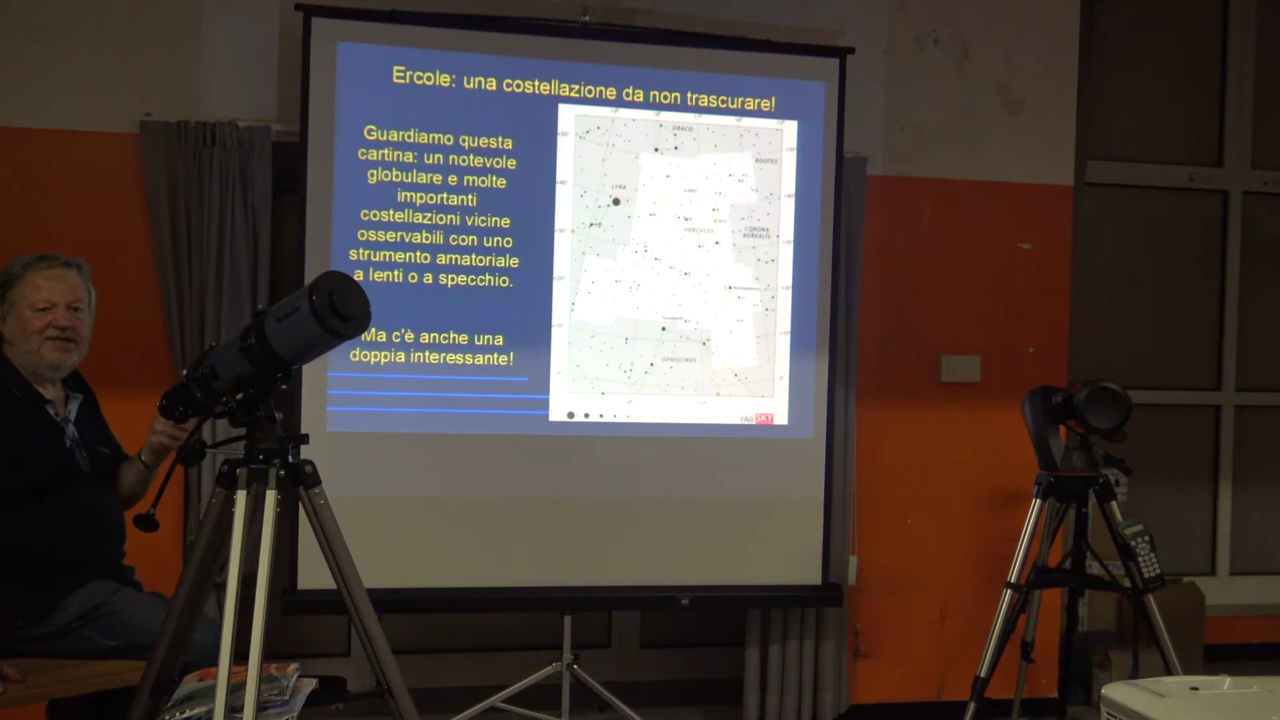 Ercole: una costellazione da non trascurare!
Guardiamo questa
cartina: un notevole
globulare e molte
importanti
costellazioni vicine
osservabili con uno
strumento amatoriale
a lenti o a specchio.
Ma c'è anche una
doppia interessante!
DRACO
BOOTES
LYRA
HERCULES
CORONA
BOREALIS
OPHIUCHUS
IAU
SKY